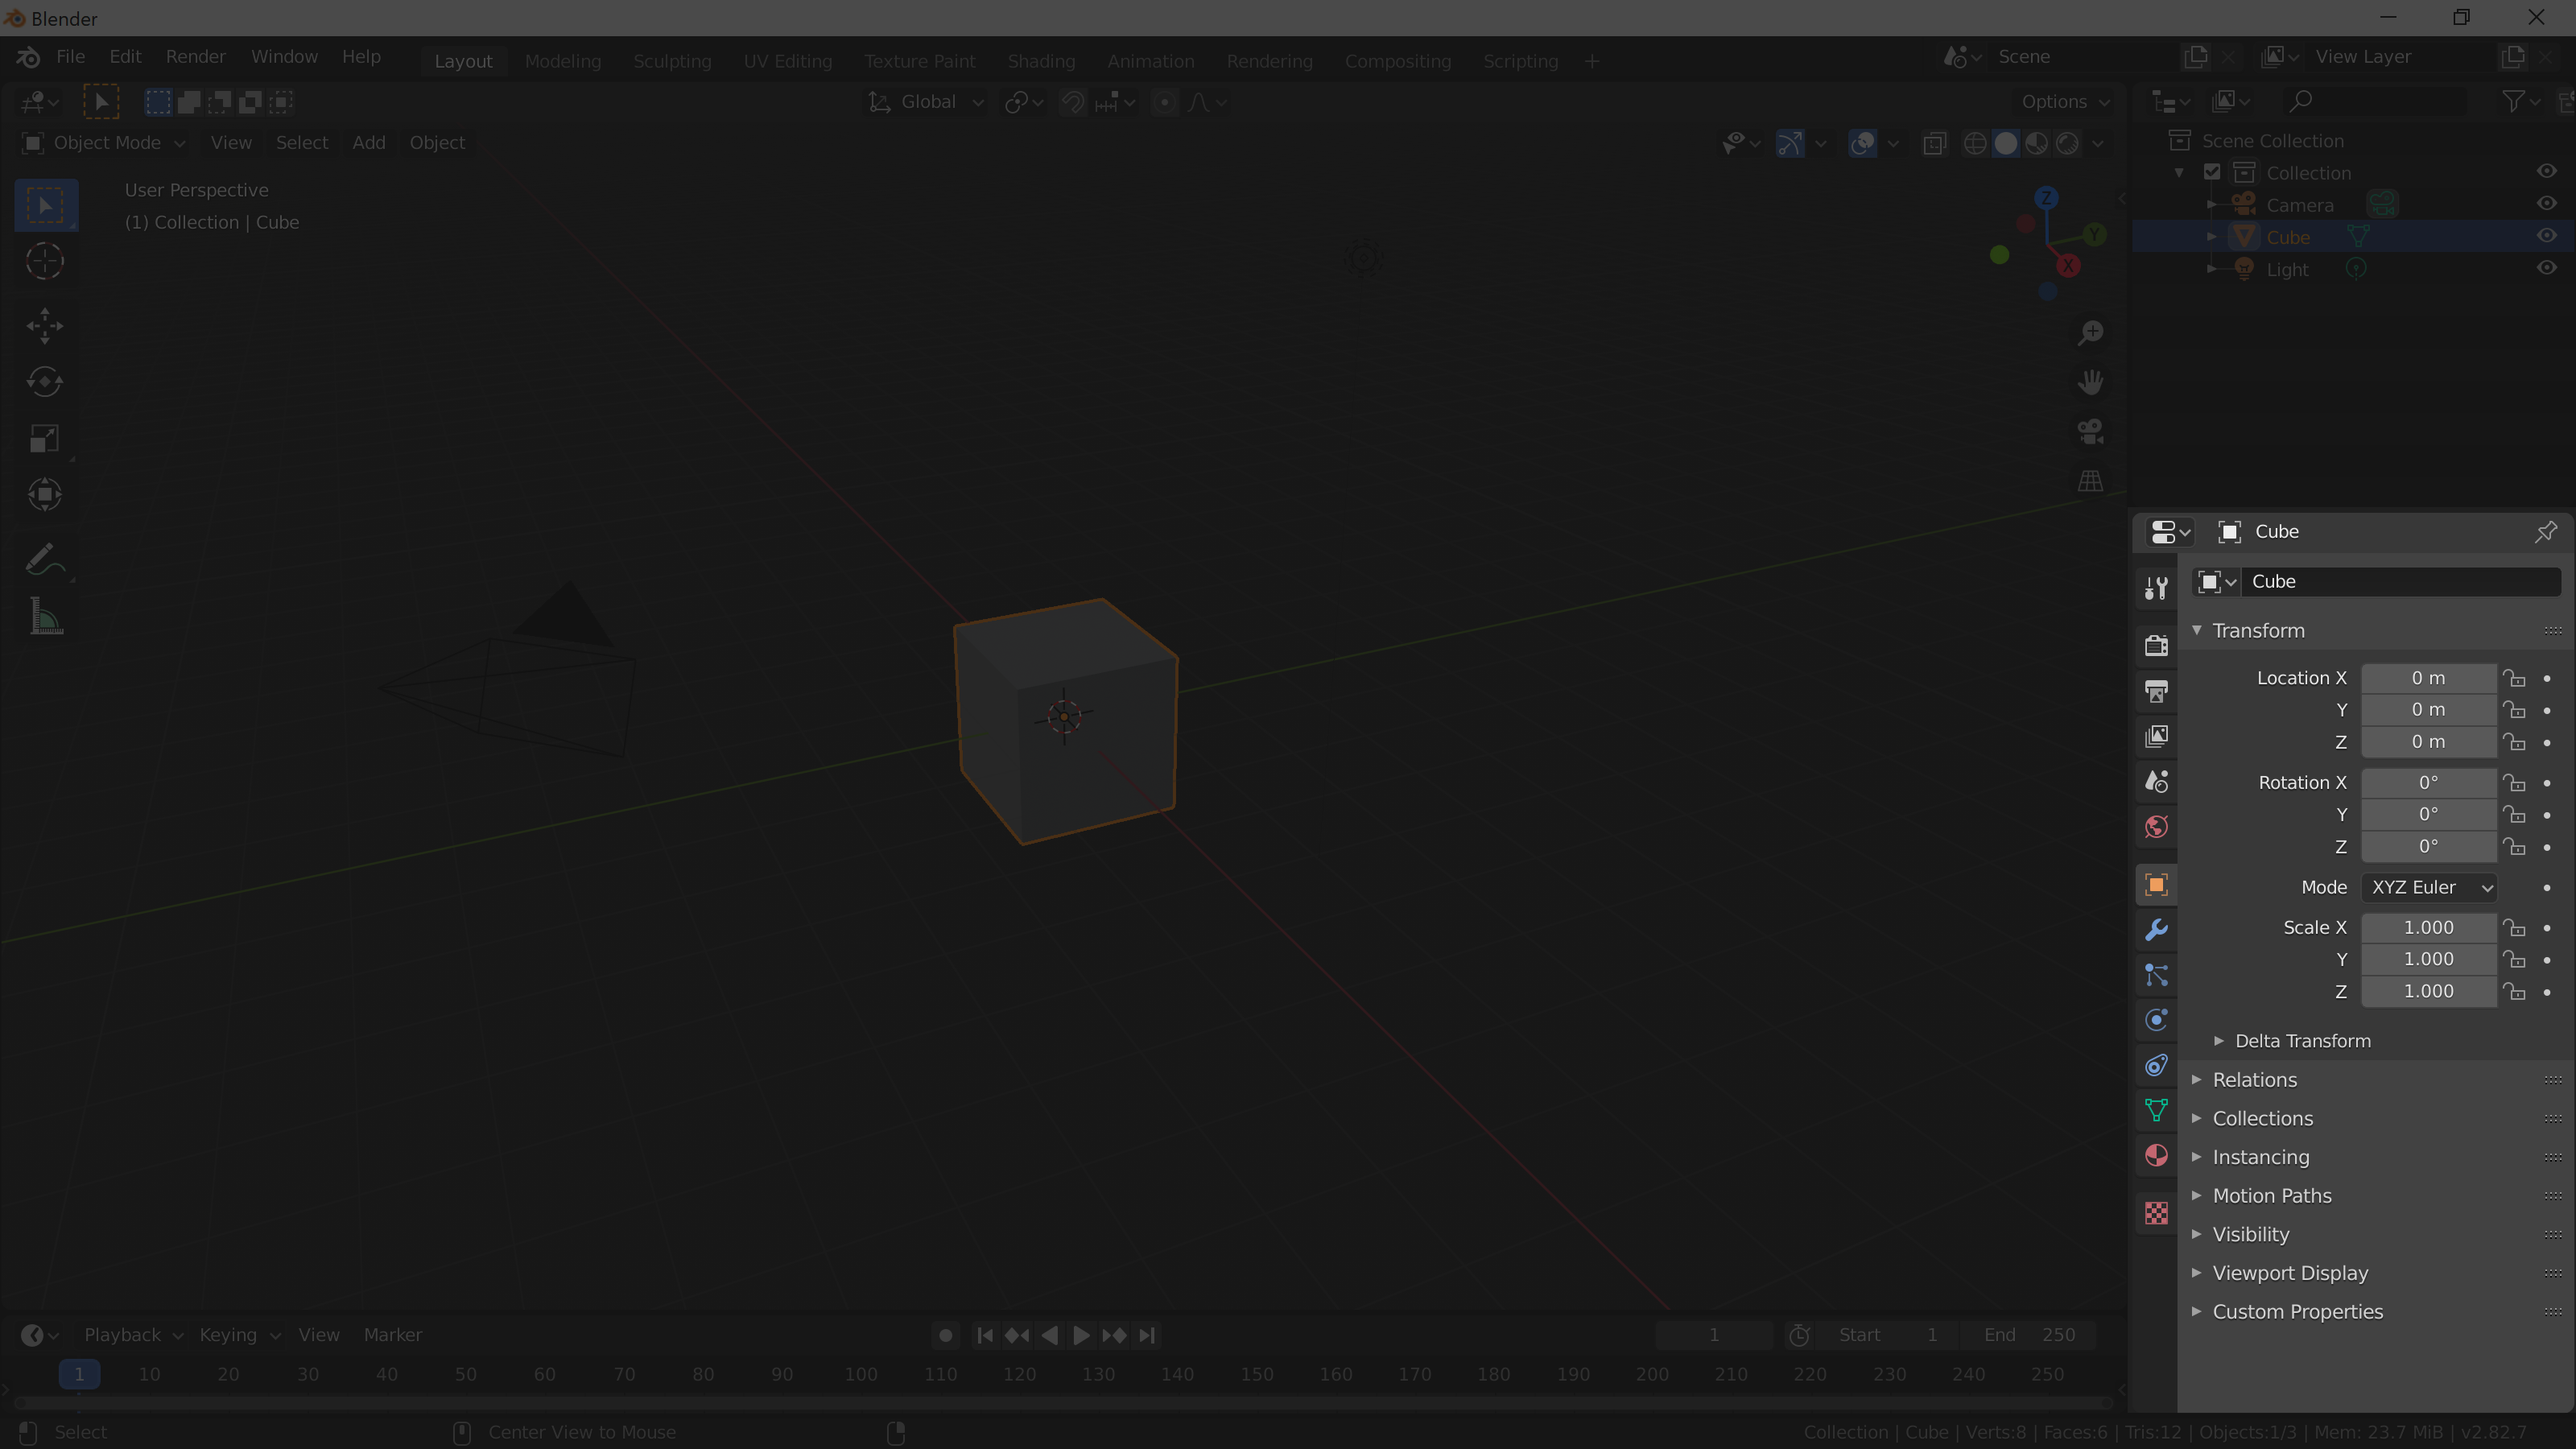 Blender
File Edit Render Window Help Layout Modeling Sculpting UV Editing Texture Paint Shading Animation Rendering Compositing Scripting + Scene View Layer
Global Options
Object Mode View Select Add Object
User Perspective
(1) Collection | Cube
Z
Y
X
Scene Collection
Collection
Camera
Cube
Light
Cube
Cube
Transform
Location X 0 m
Y 0 m
Z 0 m
Rotation X 0°
Y 0°
Z 0°
Mode XYZ Euler
Scale X 1.000
Y 1.000
Z 1.000
Delta Transform
Relations
Collections
Instancing
Motion Paths
Visibility
Viewport Display
Custom Properties
Playback Keying View Marker 1 Start 1 End 250
1 10 20 30 40 50 60 70 80 90 100 110 120 130 140 150 160 170 180 190 200 210 220 230 240 250
Select Center View to Mouse Collection | Cube | Verts:8 | Faces:6 | Tris:12 | Objects:1/3 | Mem: 23.7 MiB | v2.82.7